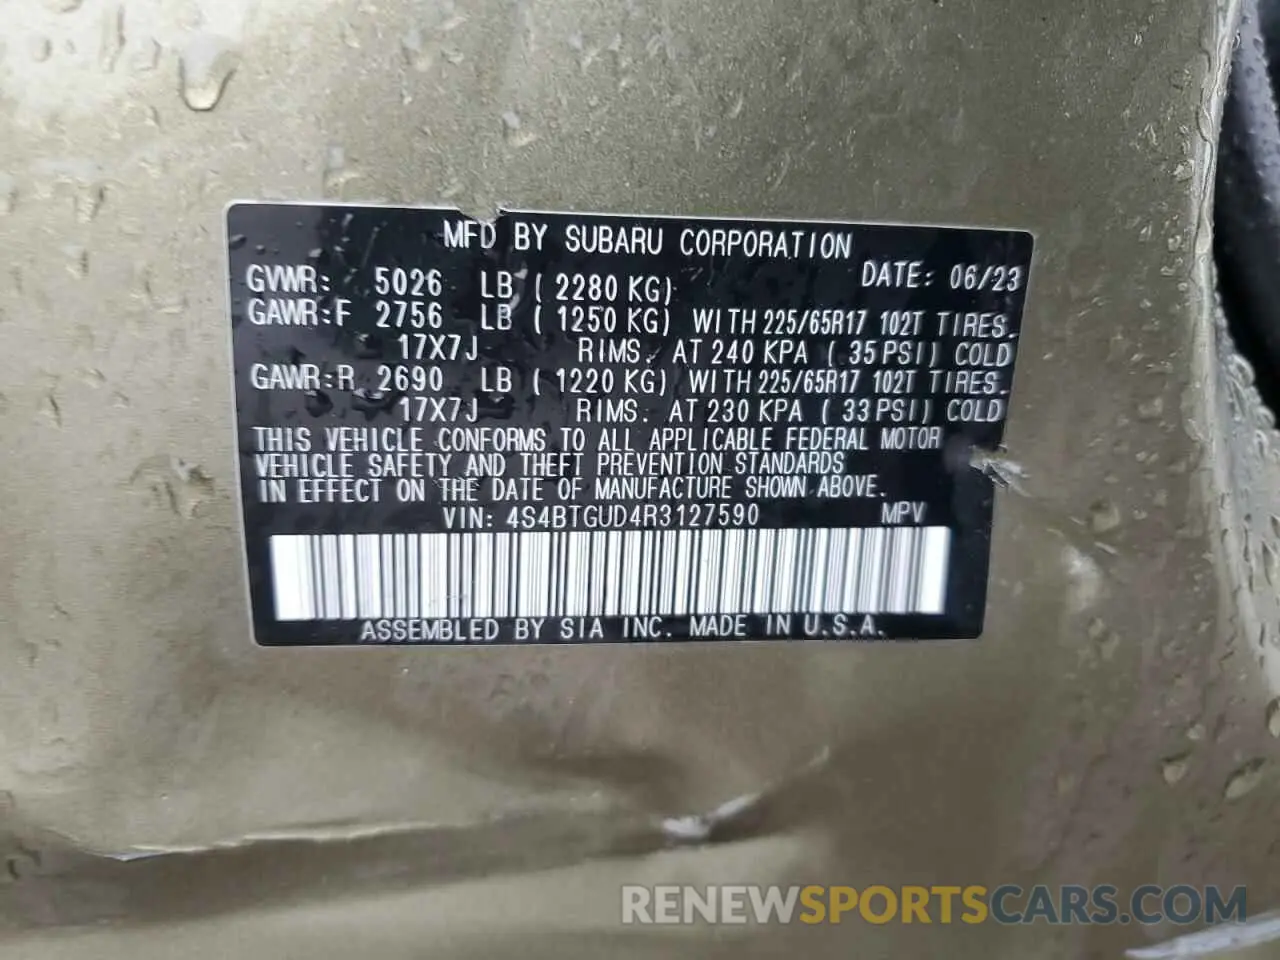 MFD BY SUBARU CORPORATION
GVWR: 5026 LB ( 2280 KG) DATE: 06/23
GAWR:F 2756 LB ( 1250 KG) WITH 225/65R17 102T TIRES.
17X7J RIMS. AT 240 KPA ( 35 PSI) COLD
GAWR:R 2690 LB ( 1220 KG) WITH 225/65R17 102T TIRES.
17X7J RIMS. AT 230 KPA ( 33 PSI) COLD
THIS VEHICLE CONFORMS TO ALL APPLICABLE FEDERAL MOTOR
VEHICLE SAFETY AND THEFT PREVENTION STANDARDS
IN EFFECT ON THE DATE OF MANUFACTURE SHOWN ABOVE.
VIN: 4S4BTGUD4R3127590 MPV
ASSEMBLED BY SIA INC. MADE IN U.S.A.
RENEWSPORTSCARS.COM